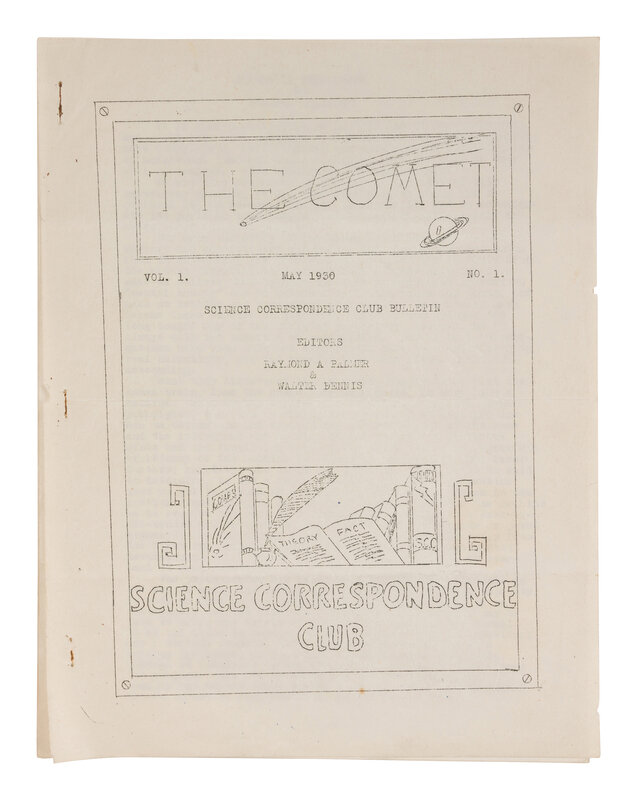 THE COMET
VOL. 1. MAY 1930 NO. 1.
SCIENCE CORRESPONDENCE CLUB BULLETIN
EDITORS
RAYMOND A PALMER
&
WALTER DENNIS
THEORY FACT
SCC
SCIENCE CORRESPONDENCE
CLUB